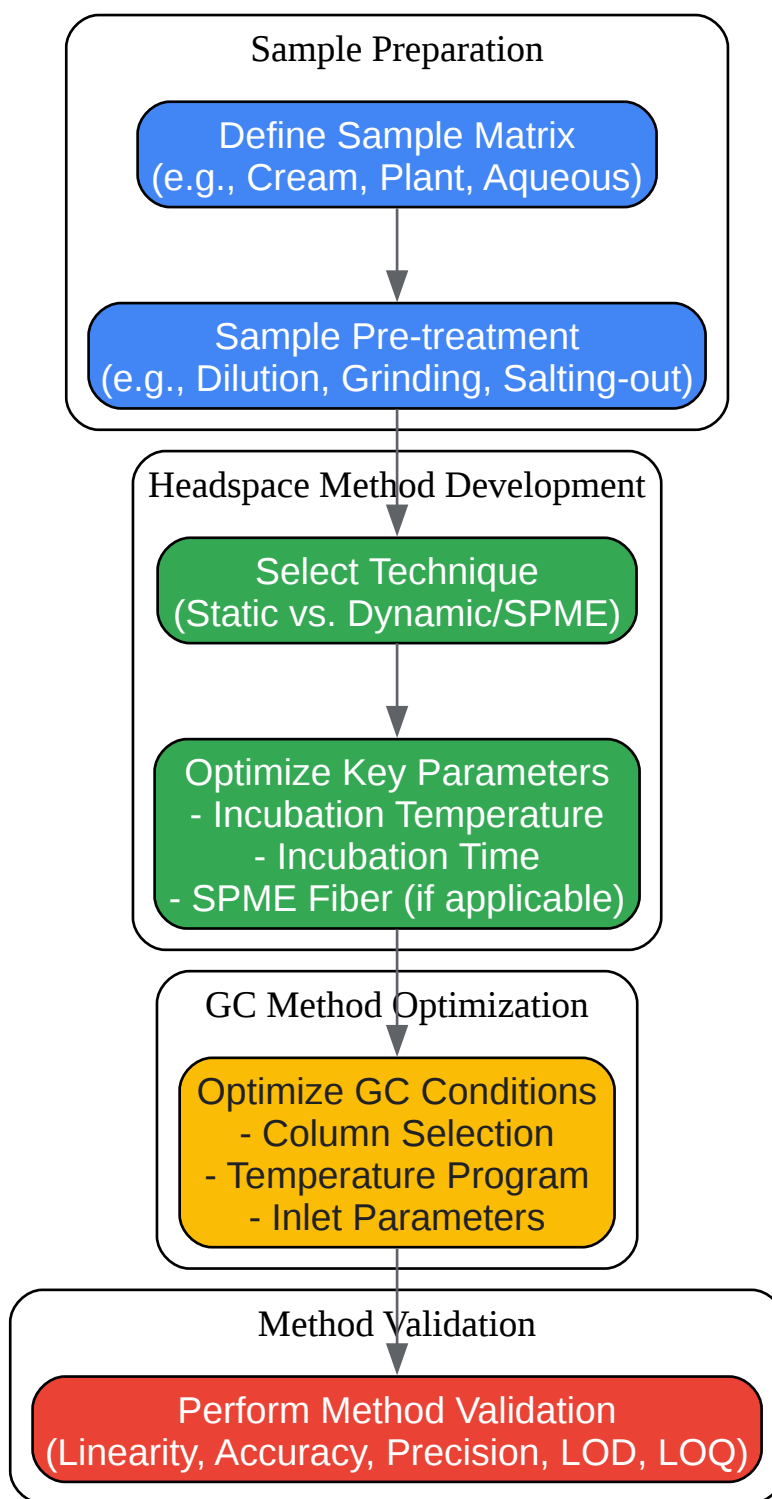 Sample Preparation
Define Sample Matrix
(e.g., Cream, Plant, Aqueous)
Sample Pre-treatment
(e.g., Dilution, Grinding, Salting-out)
Headspace Method Development
Select Technique
(Static vs. Dynamic/SPME)
Optimize Key Parameters
- Incubation Temperature
- Incubation Time
- SPME Fiber (if applicable)
GC Method Optimization
Optimize GC Conditions
- Column Selection
- Temperature Program
- Inlet Parameters
Method Validation
Perform Method Validation
(Linearity, Accuracy, Precision, LOD, LOQ)